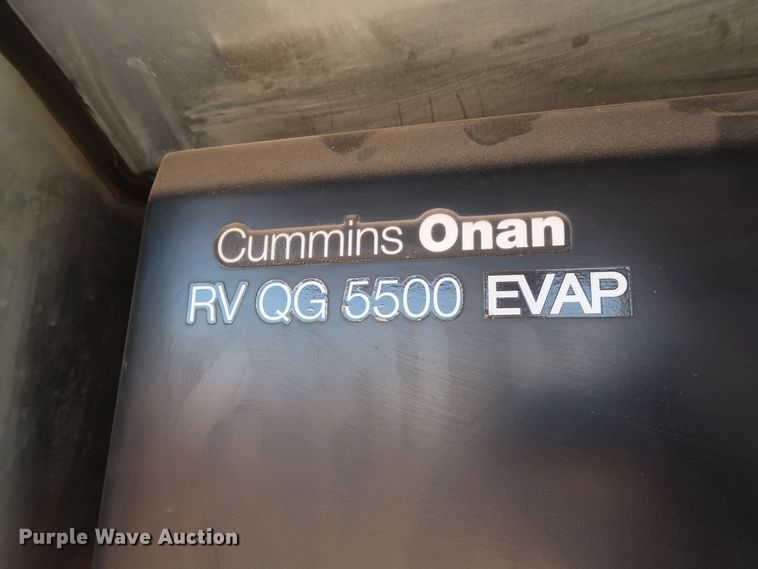 Cummins Onan
RV QG 5500 EVAP
Purple Wave Auction